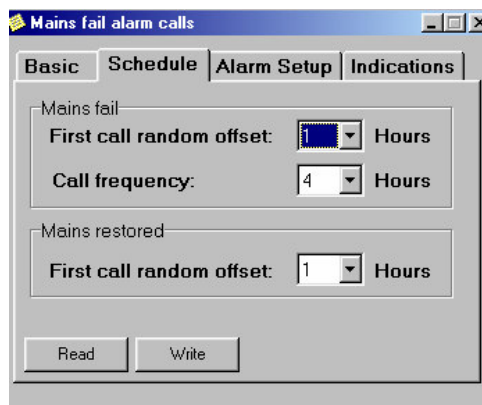 Mains fail alarm calls
Basic Schedule Alarm Setup Indications
Mains fail
First call random offset: 1 Hours
Call frequency: 4 Hours
Mains restored
First call random offset: 1 Hours
Read Write